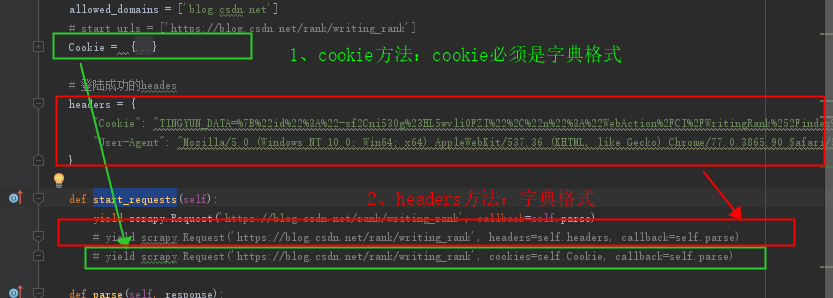 allowed_domains = ['blog.csdn.net']
# start_urls = ['https://blog.csdn.net/rank/writing_rank']
Cookie = {...}
1、cookie方法：cookie必须是字典格式
# 登陆成功的heades
headers = {
"Cookie": "TINGYUN_DATA=%7B%22id%22%3A%22-sf2Cni530g%23HL5wvli0FZI%22%2C%22n%22%3A%22WebAction%2FCI%2FWritingRank%252Finde
"User-Agent": "Mozilla/5.0 (Windows NT 10.0; Win64; x64) AppleWebKit/537.36 (KHTML, like Gecko) Chrome/77.0.3865.90 Safari/
}
2、headers方法：字典格式
def start_requests(self):
yield scrapy.Request('https://blog.csdn.net/rank/writing_rank', callback=self.parse)
# yield scrapy.Request('https://blog.csdn.net/rank/writing_rank', headers=self.headers, callback=self.parse)
# yield scrapy.Request('https://blog.csdn.net/rank/writing_rank', cookies=self.Cookie, callback=self.parse)
def parse(self, response):